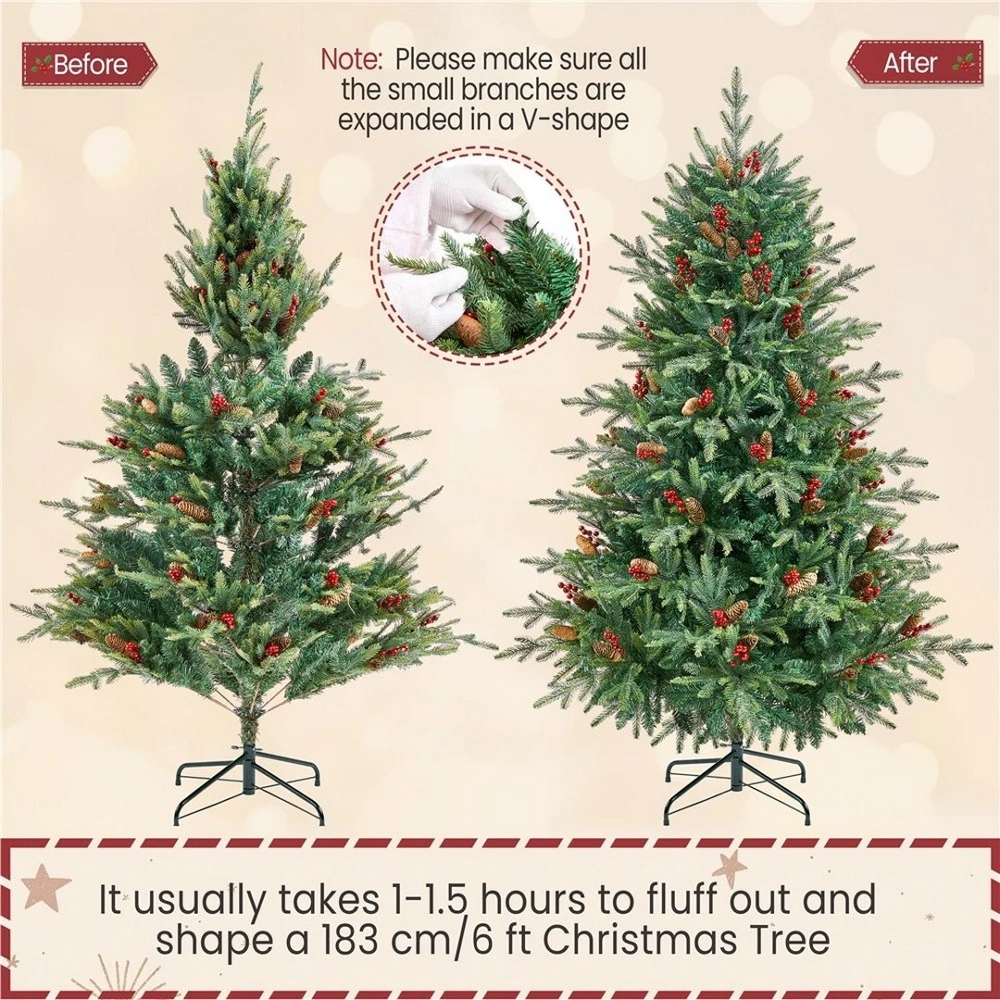 Before
Note: Please make sure all
the small branches are
expanded in a V-shape
After
It usually takes 1-1.5 hours to fluff out and
shape a 183 cm/6 ft Christmas Tree